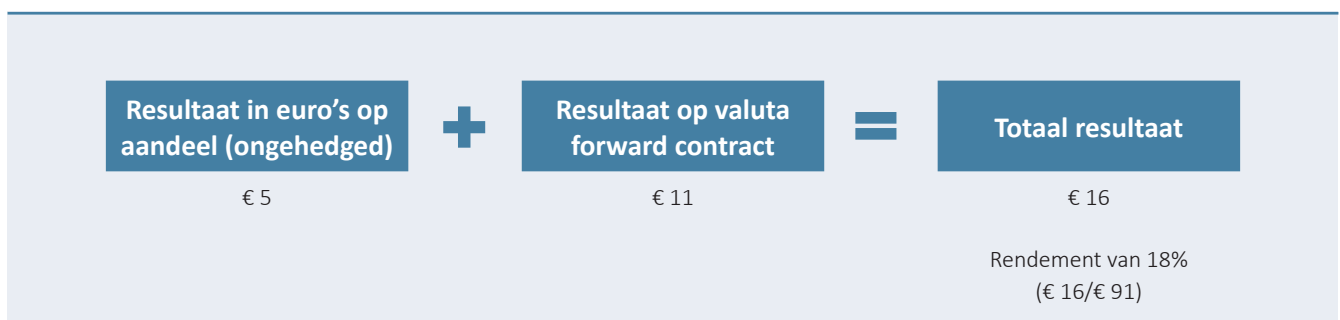 Resultaat in euro’s op
aandeel (ongehedged)
+
Resultaat op valuta
forward contract
=
Totaal resultaat
€ 5
€ 11
€ 16
Rendement van 18%
(€ 16/€ 91)